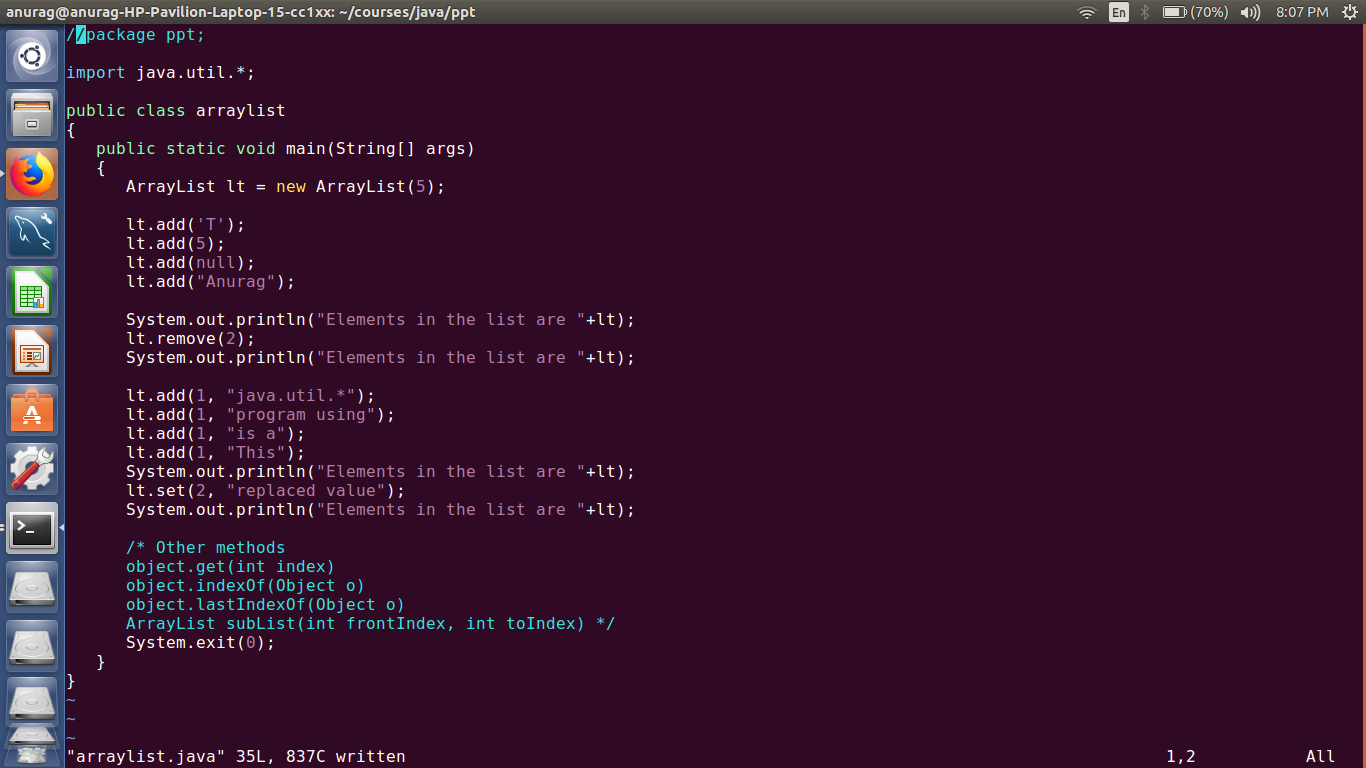 anurag@anurag-HP-Pavilion-Laptop-15-cc1xx: ~/courses/java/ppt
En (70%) 8:07 PM
//package ppt;

import java.util.*;

public class arraylist
{
   public static void main(String[] args)
   {
      ArrayList lt = new ArrayList(5);

      lt.add('T');
      lt.add(5);
      lt.add(null);
      lt.add("Anurag");

      System.out.println("Elements in the list are "+lt);
      lt.remove(2);
      System.out.println("Elements in the list are "+lt);

      lt.add(1, "java.util.*");
      lt.add(1, "program using");
      lt.add(1, "is a");
      lt.add(1, "This");
      System.out.println("Elements in the list are "+lt);
      lt.set(2, "replaced value");
      System.out.println("Elements in the list are "+lt);

      /* Other methods
      object.get(int index)
      object.indexOf(Object o)
      object.lastIndexOf(Object o)
      ArrayList subList(int frontIndex, int toIndex) */
      System.exit(0);
   }
}
~
~
~
"arraylist.java" 35L, 837C written 1,2 All